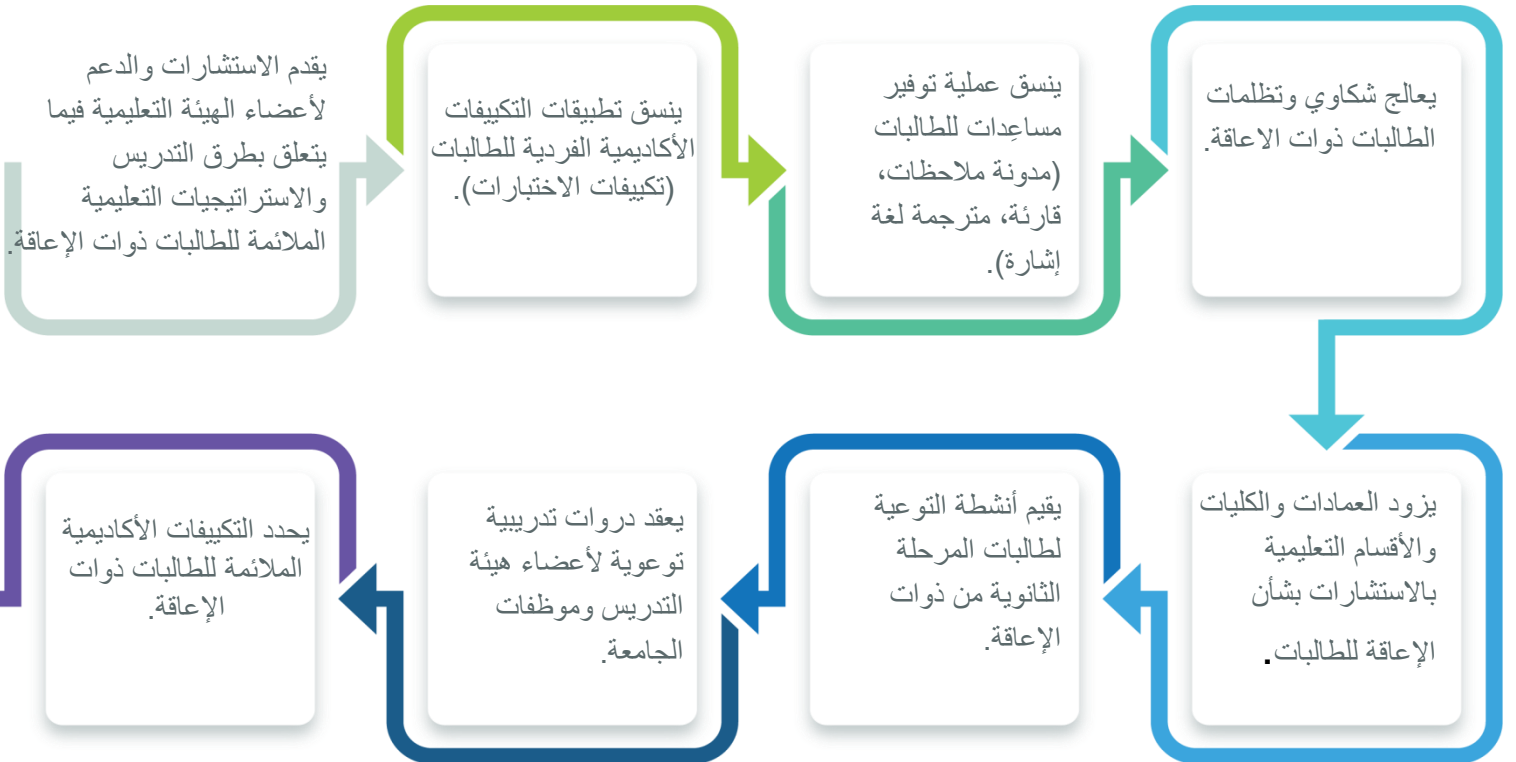 يقدم الاستشارات والدعم
لأعضاء الهيئة التعليمية فيما
يتعلق بطرق التدريس
والاستراتيجيات التعليمية
الملائمة للطالبات ذوات الإعاقة.
ينسق تطبيقات التكييفات
الأكاديمية الفردية للطالبات
(تكييفات الاختبارات).
ينسق عملية توفير
مساعِدات للطالبات
(مدونة ملاحظات،
قارئة، مترجمة لغة
إشارة).
يعالج شكاوي وتظلمات
الطالبات ذوات الاعاقة.
يزود العمادات والكليات
والأقسام التعليمية
بالاستشارات بشأن
الإعاقة للطالبات.
يقيم أنشطة التوعية
لطالبات المرحلة
الثانوية من ذوات
الإعاقة.
يعقد دروات تدريبية
توعوية لأعضاء هيئة
التدريس وموظفات
الجامعة.
يحدد التكييفات الأكاديمية
الملائمة للطالبات ذوات
الإعاقة.